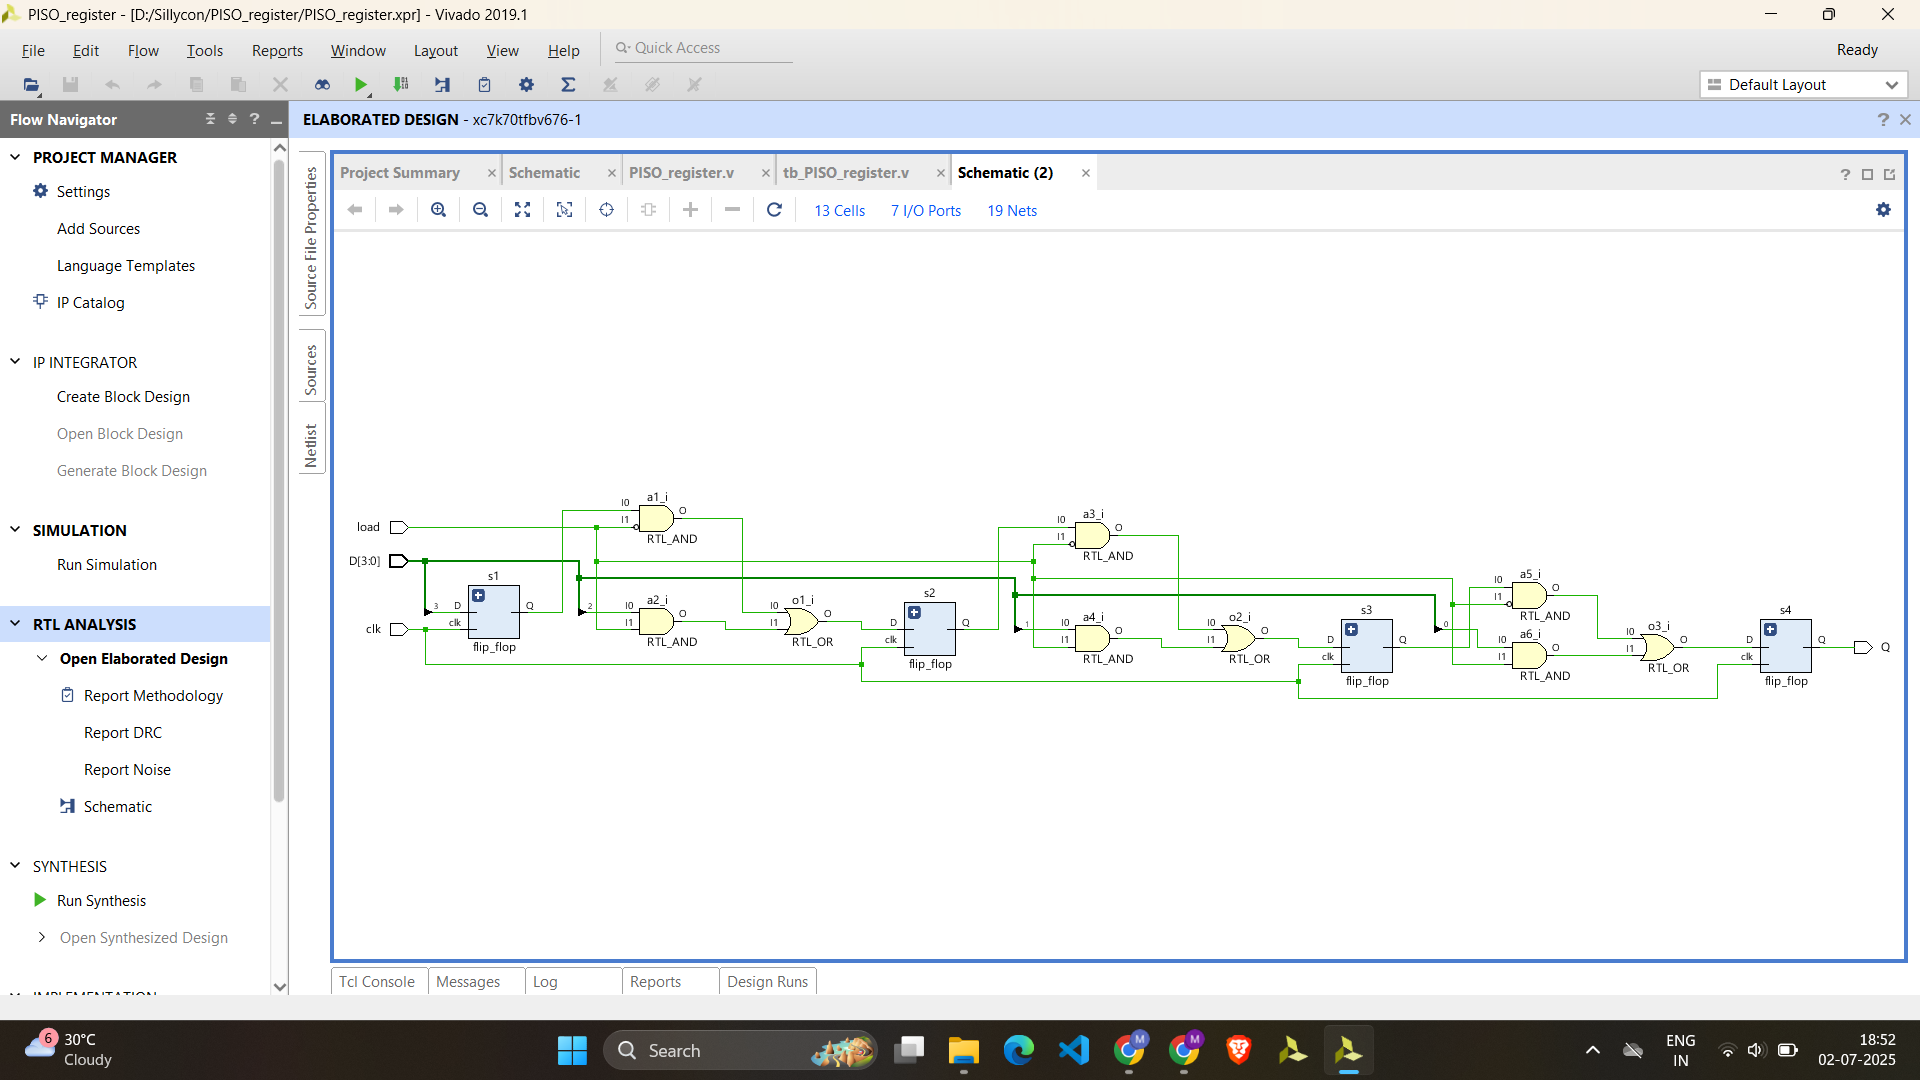 PISO_register - [D:/Sillycon/PISO_register/PISO_register.xpr] - Vivado 2019.1
File Edit Flow Tools Reports Window Layout View Help Quick Access
Ready
Default Layout
Flow Navigator
PROJECT MANAGER
Settings
Add Sources
Language Templates
IP Catalog
IP INTEGRATOR
Create Block Design
Open Block Design
Generate Block Design
SIMULATION
Run Simulation
RTL ANALYSIS
Open Elaborated Design
Report Methodology
Report DRC
Report Noise
Schematic
SYNTHESIS
Run Synthesis
Open Synthesized Design
IMPLEMENTATION
ELABORATED DESIGN - xc7k70tfbv676-1
Source File Properties
Sources
Netlist
Project Summary Schematic PISO_register.v tb_PISO_register.v Schematic (2)
13 Cells 7 I/O Ports 19 Nets
load
D[3:0]
clk
s1
3 D Q
clk
flip_flop
a1_i
I0 O
I1
RTL_AND
a2_i
2 I0 O
I1
RTL_AND
o1_i
I0 O
I1
RTL_OR
s2
D Q
clk
flip_flop
a3_i
I0 O
I1
RTL_AND
a4_i
1 I0 O
I1
RTL_AND
o2_i
I0 O
I1
RTL_OR
s3
D Q
clk
flip_flop
a5_i
I0 O
I1
RTL_AND
a6_i
0 I0 O
I1
RTL_AND
o3_i
I0 O
I1
RTL_OR
s4
D Q
clk
flip_flop
Q
Tcl Console Messages Log Reports Design Runs
6
30°C
Cloudy
Search
M
M
ENG
IN
18:52
02-07-2025